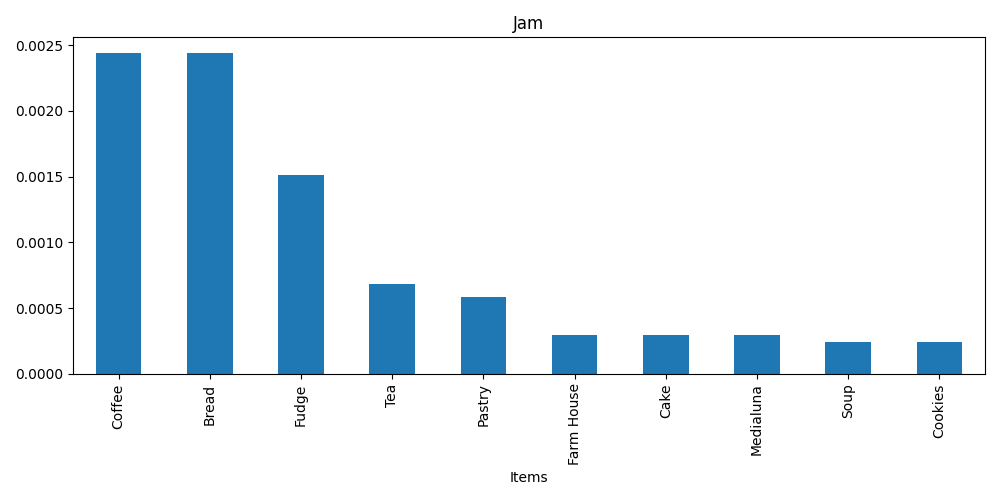 Jam
0.0025
0.0020
0.0015
0.0010
0.0005
0.0000
Coffee
Bread
Fudge
Tea
Pastry
Farm House
Cake
Medialuna
Soup
Cookies
Items